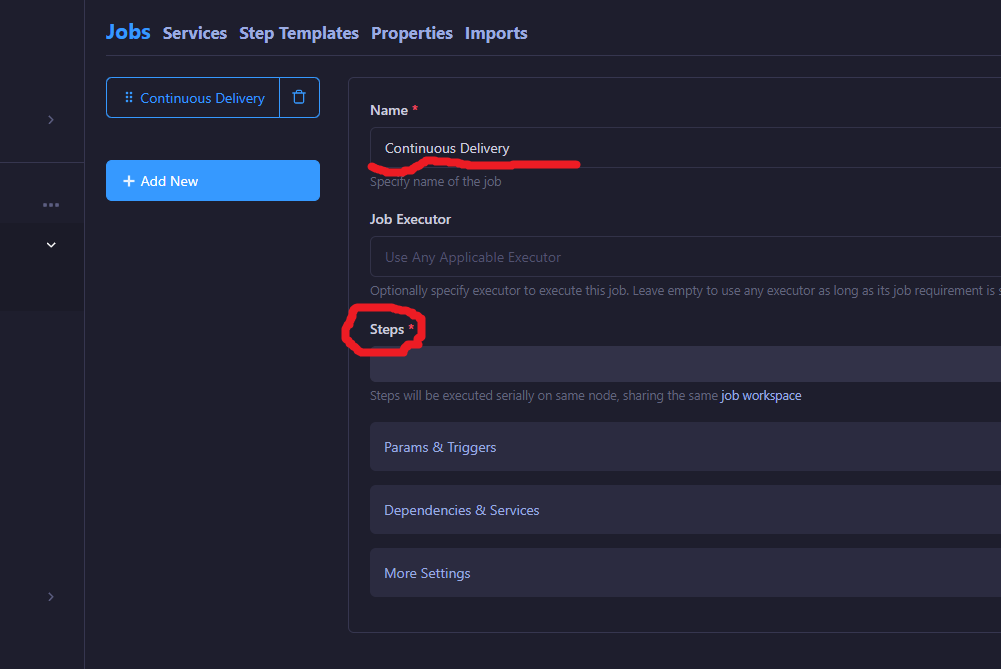 Jobs Services Step Templates Properties Imports
Continuous Delivery
+ Add New
Name *
Continuous Delivery
Specify name of the job
Job Executor
Use Any Applicable Executor
Optionally specify executor to execute this job. Leave empty to use any executor as long as its job requirement is
Steps *
Steps will be executed serially on same node, sharing the same job workspace
Params & Triggers
Dependencies & Services
More Settings